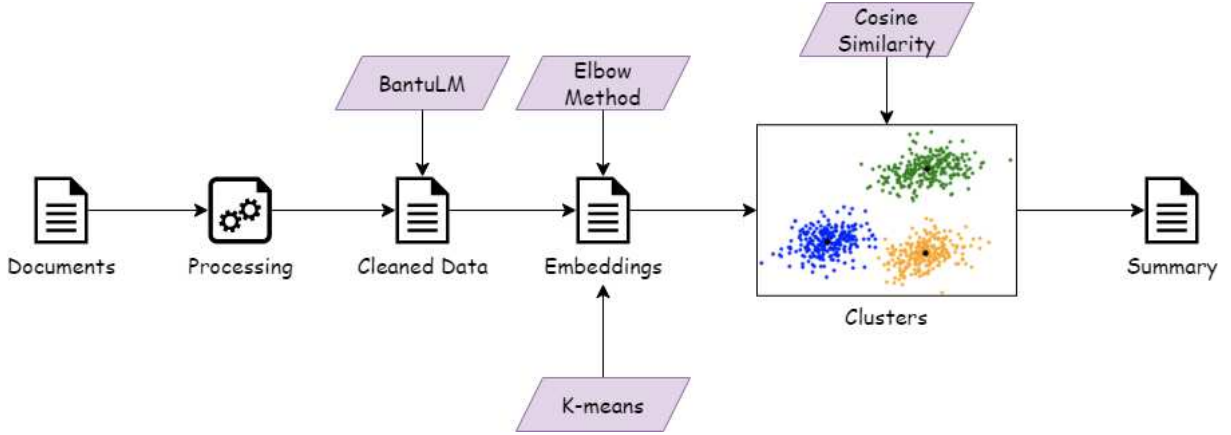 Cosine
Similarity
BantuLM
Elbow
Method
Documents
Processing
Cleaned Data
Embeddings
Clusters
Summary
K-means